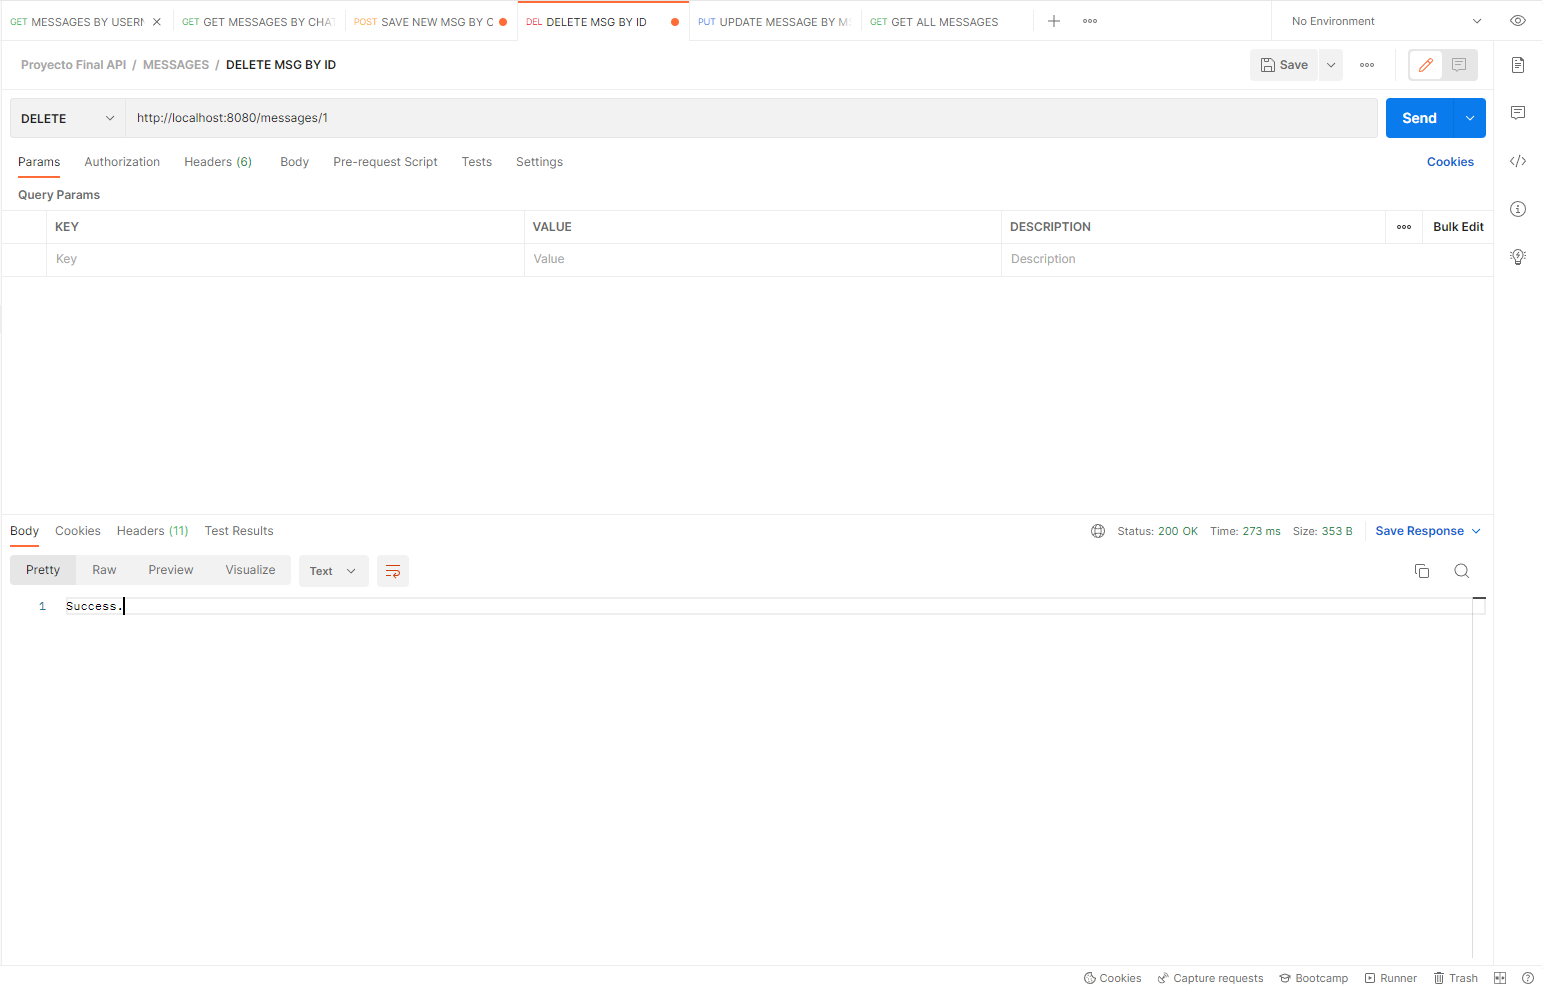 GET MESSAGES BY USERN GET GET MESSAGES BY CHA POST SAVE NEW MSG BY C DEL DELETE MSG BY ID PUT UPDATE MESSAGE BY M GET GET ALL MESSAGES No Environment
Proyecto Final API / MESSAGES / DELETE MSG BY ID Save
DELETE http://localhost:8080/messages/1 Send
Params Authorization Headers (6) Body Pre-request Script Tests Settings Cookies
Query Params
KEY VALUE DESCRIPTION Bulk Edit
Key Value Description
Body Cookies Headers (11) Test Results Status: 200 OK Time: 273 ms Size: 353 B Save Response
Pretty Raw Preview Visualize Text
1 Success.
Cookies Capture requests Bootcamp Runner Trash